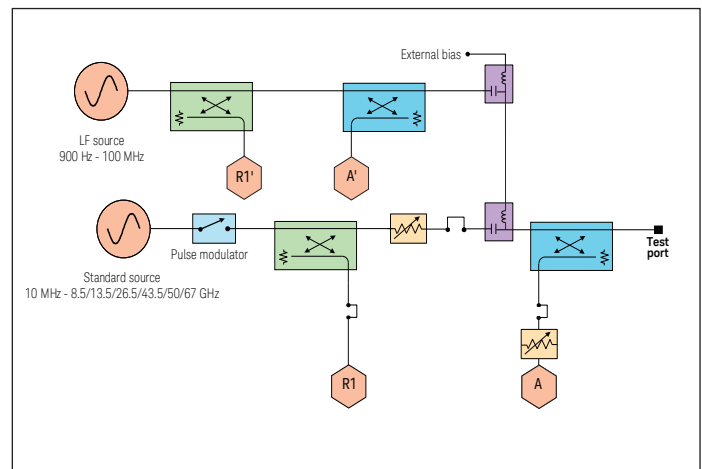 External bias
LF source
900 Hz - 100 MHz
R1'
A'
Pulse modulator
Test
port
Standard source
10 MHz - 8.5/13.5/26.5/43.5/50/67 GHz
R1
A